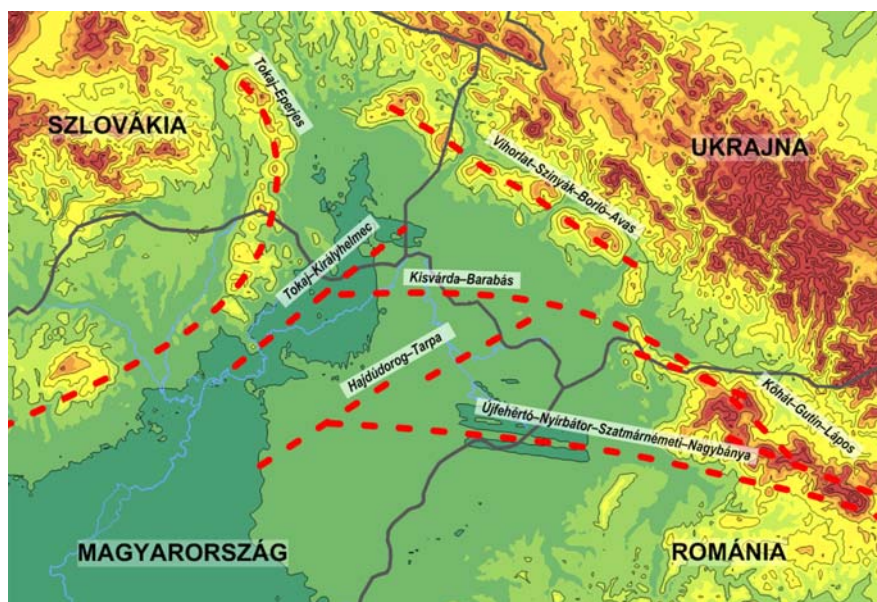 Tokaj–Eperjes
SZLOVÁKIA
UKRAJNA
Vihorlat–Szinyák–Borló–Avas
Tokaj–Királyhelmec
Kisvárda–Barabás
Hajdúdorog–Tarpa
Kőhát–Gutin–Lápos
Újfehértó–Nyírbátor–Szatmárnémeti–Nagybánya
MAGYARORSZÁG
ROMÁNIA